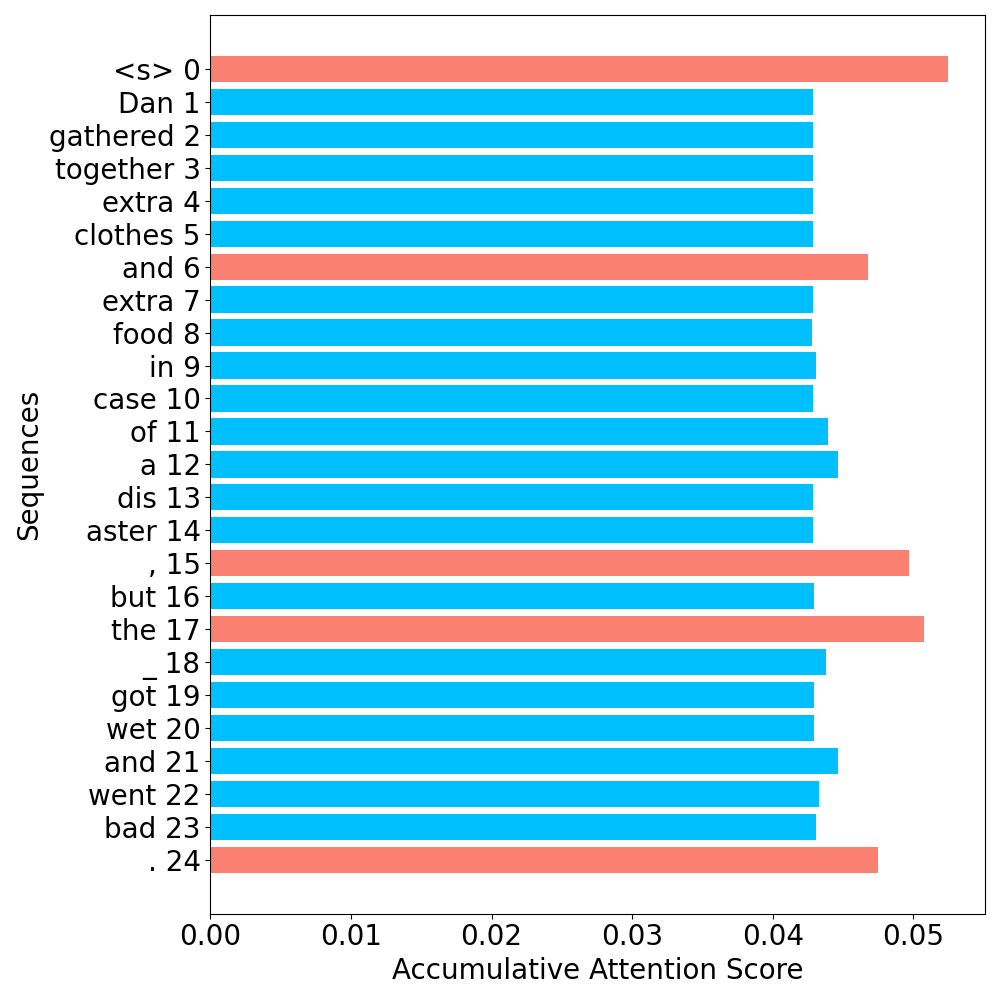 <s> 0
Dan 1
gathered 2
together 3
extra 4
clothes 5
and 6
extra 7
food 8
in 9
case 10
of 11
a 12
dis 13
aster 14
, 15
but 16
the 17
_ 18
got 19
wet 20
and 21
went 22
bad 23
. 24
Sequences
0.00 0.01 0.02 0.03 0.04 0.05
Accumulative Attention Score